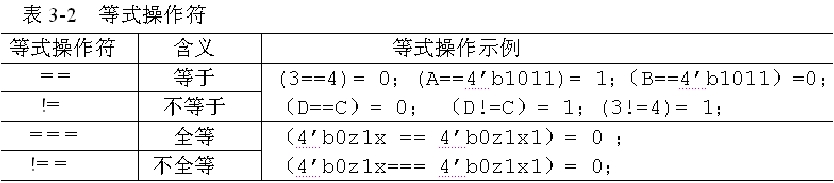 表 3-2 等式操作符
等式操作符 含义 等式操作示例
== 等于 (3==4)= 0; (A==4’b1011)= 1;(B==4’b1011)=0;
!= 不等于 (D==C)= 0; (D!=C)= 1; (3!=4)= 1;
=== 全等 (4’b0z1x == 4’b0z1x1)= 0 ;
!== 不全等 (4’b0z1x=== 4’b0z1x1)= 0;